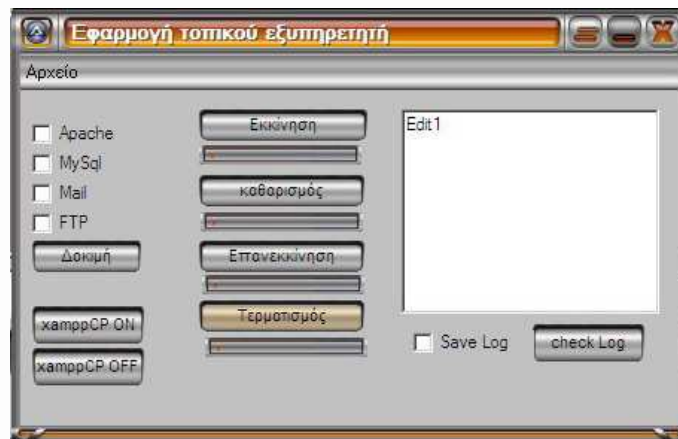 Εφαρμογή τοπικού εξυπηρετητή
Αρχείο
Apache
MySql
Mail
FTP
Δοκιμή
xamppCP ON
xamppCP OFF
Εκκίνηση
καθαρισμός
Επανεκκίνηση
Τερματισμός
Edit1
Save Log
check Log